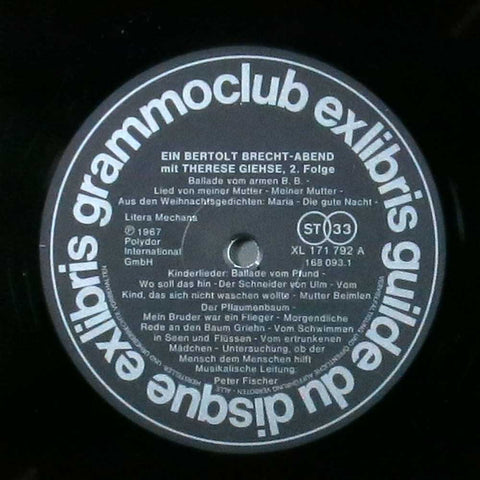 grammoclub exlibris guilde du disque exlibris
EIN BERTOLT BRECHT-ABEND
mit THERESE GIEHSE, 2. Folge
Ballade vom armen B. B. -
Lied von meiner Mutter - Meiner Mutter -
Aus den Weihnachtsgedichten: Maria - Die gute Nacht -
Litera Mechana
℗ 1967
Polydor
International
GmbH
ST 33
XL 171 792 A
168 093.1
Kinderlieder: Ballade vom Pfund -
Wo soll das hin - Der Schneider von Ulm - Vom
Kind, das sich nicht waschen wollte - Mutter Beimlen
Der Pflaumenbaum -
Mein Bruder war ein Flieger - Morgendliche
Rede an den Baum Griehn - Vom Schwimmen
in Seen und Flüssen - Vom ertrunkenen
Mädchen - Untersuchung, ob der
Mensch dem Menschen hilft
Musikalische Leitung:
Peter Fischer